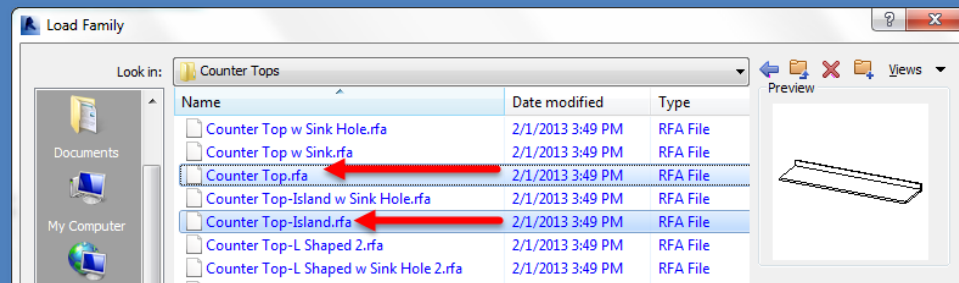 Load Family
Look in: Counter Tops Views
Preview
Name Date modified Type
Counter Top w Sink Hole.rfa 2/1/2013 3:49 PM RFA File
Counter Top w Sink.rfa 2/1/2013 3:49 PM RFA File
Counter Top.rfa 2/1/2013 3:49 PM RFA File
Counter Top-Island w Sink Hole.rfa 2/1/2013 3:49 PM RFA File
Counter Top-Island.rfa 2/1/2013 3:49 PM RFA File
Counter Top-L Shaped 2.rfa 2/1/2013 3:49 PM RFA File
Counter Top-L Shaped w Sink Hole 2.rfa 2/1/2013 3:49 PM RFA File
Documents
My Computer